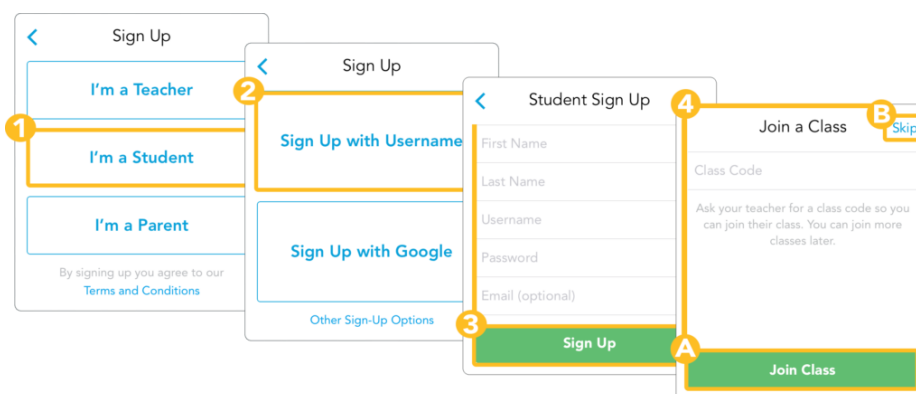 Sign Up
I'm a Teacher
1
I'm a Student
I'm a Parent
By signing up you agree to our
Terms and Conditions
Sign Up
2
Sign Up with Username
Sign Up with Google
Other Sign-Up Options
Student Sign Up
First Name
Last Name
Username
Password
Email (optional)
3
Sign Up
4
Join a Class
B
Skip
Class Code
Ask your teacher for a class code so you
can join their class. You can join more
classes later.
A
Join Class